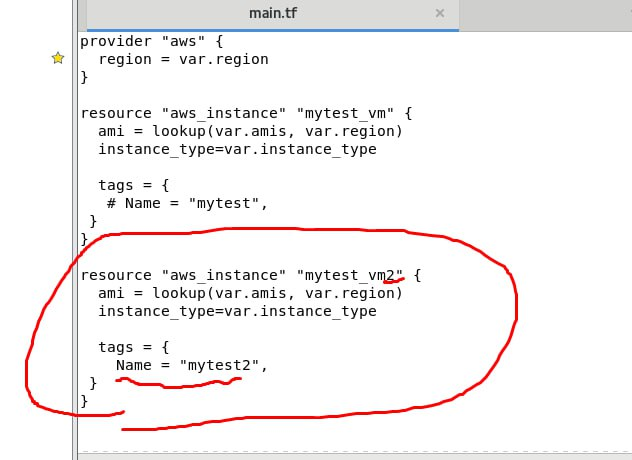 main.tf
provider "aws" {
  region = var.region
}
resource "aws_instance" "mytest_vm" {
  ami = lookup(var.amis, var.region)
  instance_type=var.instance_type
  tags = {
   # Name = "mytest",
 }
}
resource "aws_instance" "mytest_vm2" {
  ami = lookup(var.amis, var.region)
  instance_type=var.instance_type
  tags = {
    Name = "mytest2",
 }
}